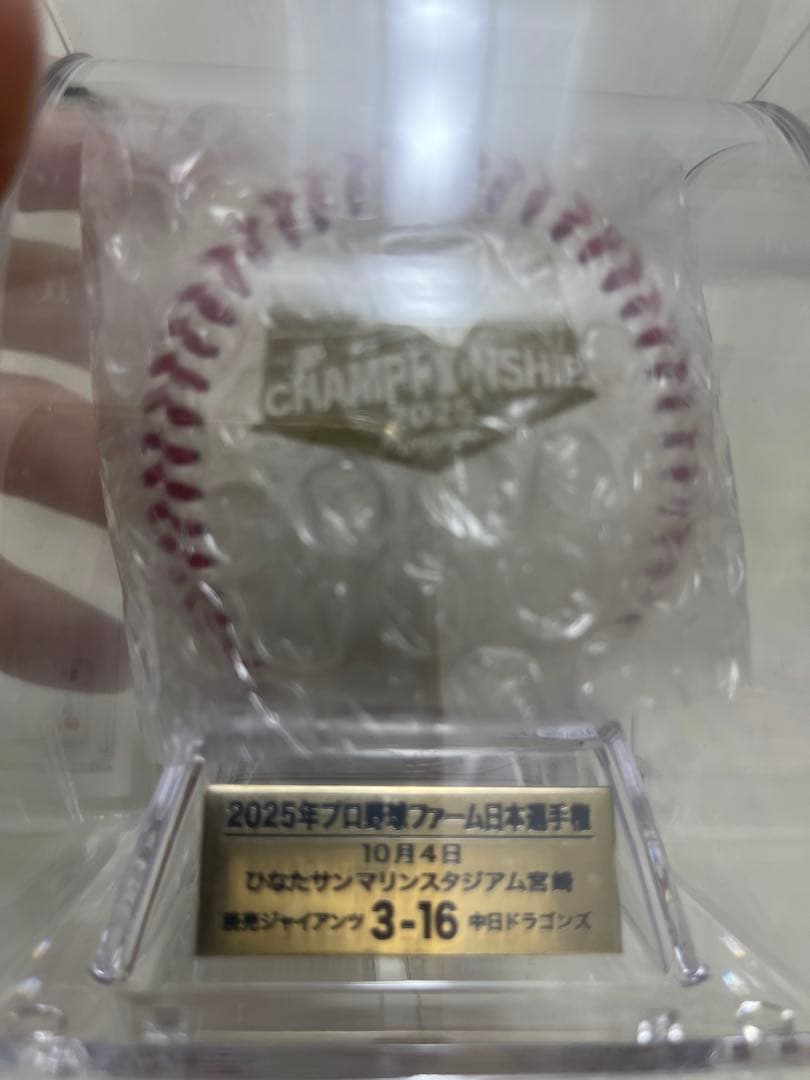 CHAMPIONSHIP
2025
2025年プロ野球ファーム日本選手権
10月4日
ひなたサンマリンスタジアム宮崎
読売ジャイアンツ 3-16 中日ドラゴンズ